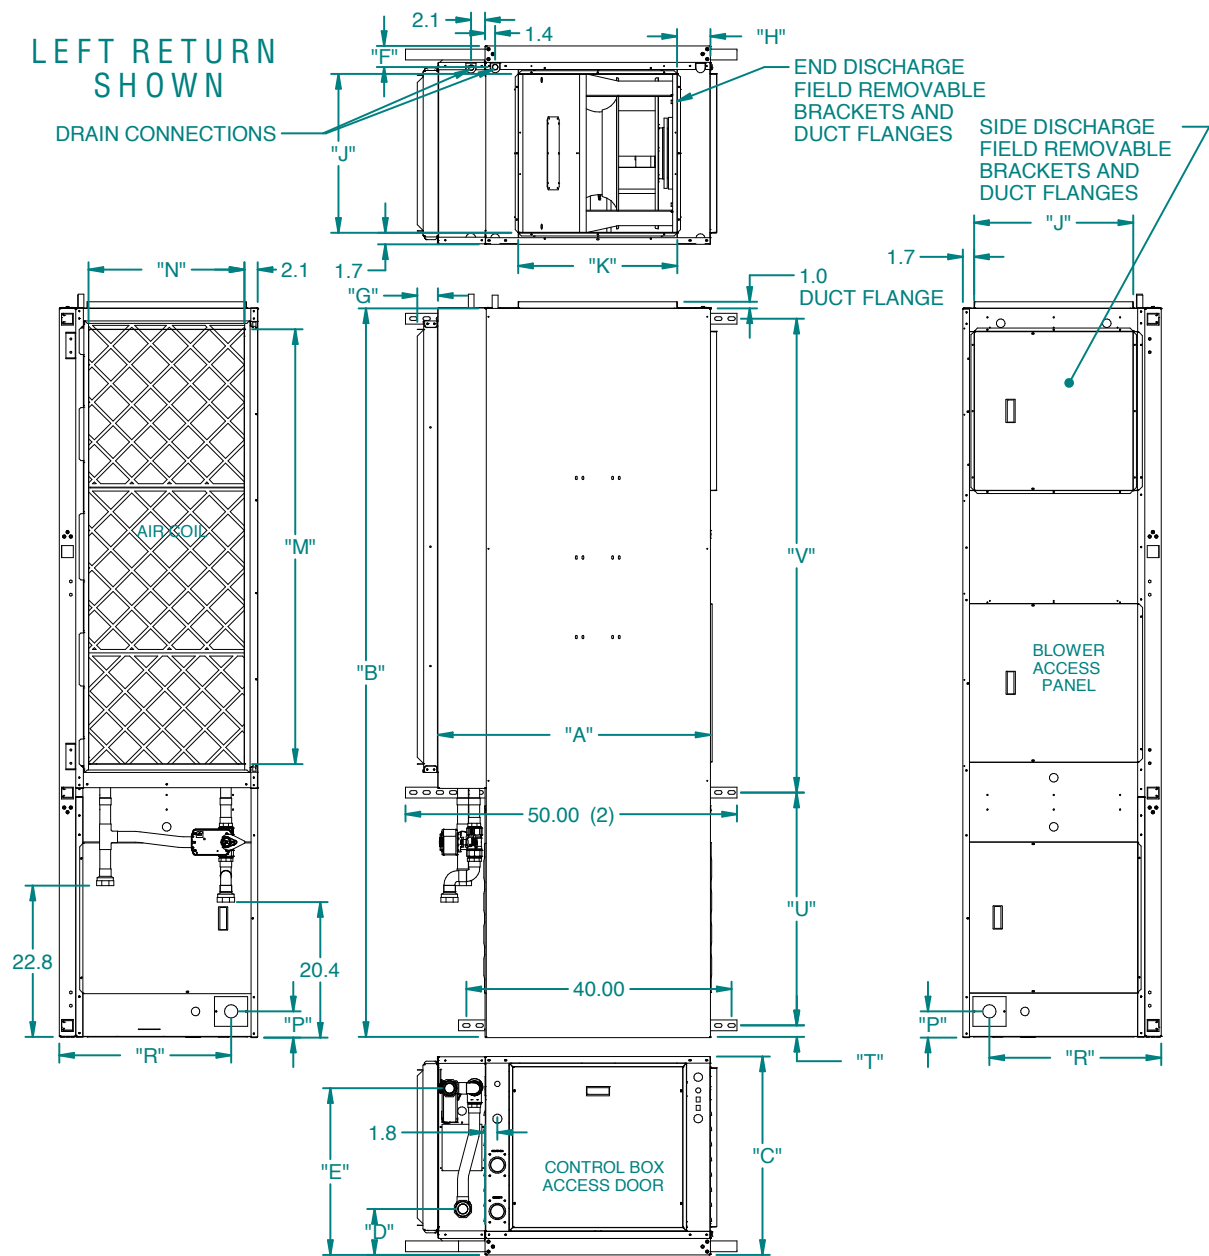 LEFT RETURN
SHOWN
2.1
1.4
"F"
"H"
DRAIN CONNECTIONS
"J"
END DISCHARGE
FIELD REMOVABLE
BRACKETS AND
DUCT FLANGES
SIDE DISCHARGE
FIELD REMOVABLE
BRACKETS AND
DUCT FLANGES
"J"
1.7
"N"
2.1
1.7
"K"
"G"
1.0
DUCT FLANGE
AIR COIL
"M"
"V"
"B"
"A"
BLOWER
ACCESS
PANEL
50.00 (2)
"U"
22.8
20.4
40.00
"P"
"R"
"T"
"P"
"R"
1.8
"E"
"D"
CONTROL BOX
ACCESS DOOR
"C"